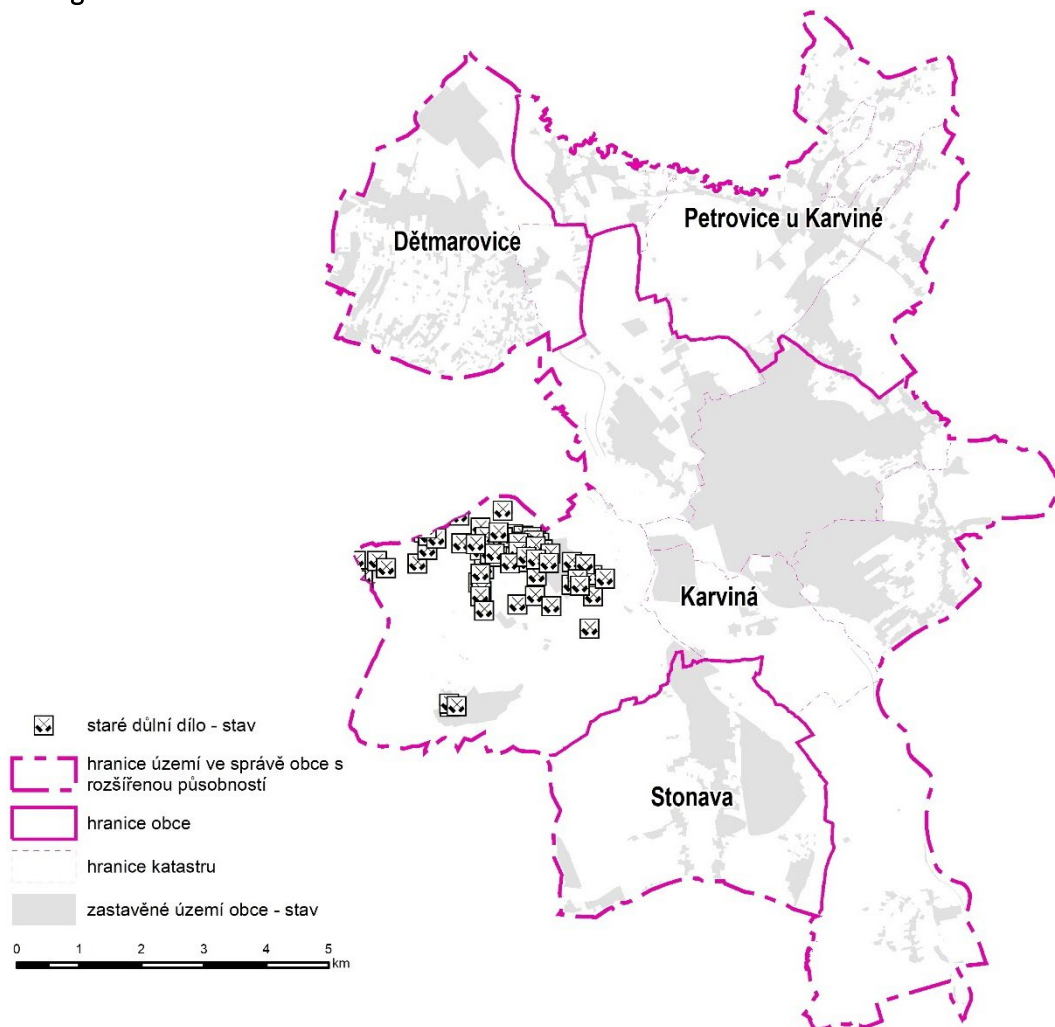 Petrovice u Karviné
Dětmarovice
Karviná
Stonava
staré důlní dílo - stav
hranice území ve správě obce s
rozšířenou působností
hranice obce
hranice katastru
zastavěné území obce - stav
0 1 2 3 4 5
km